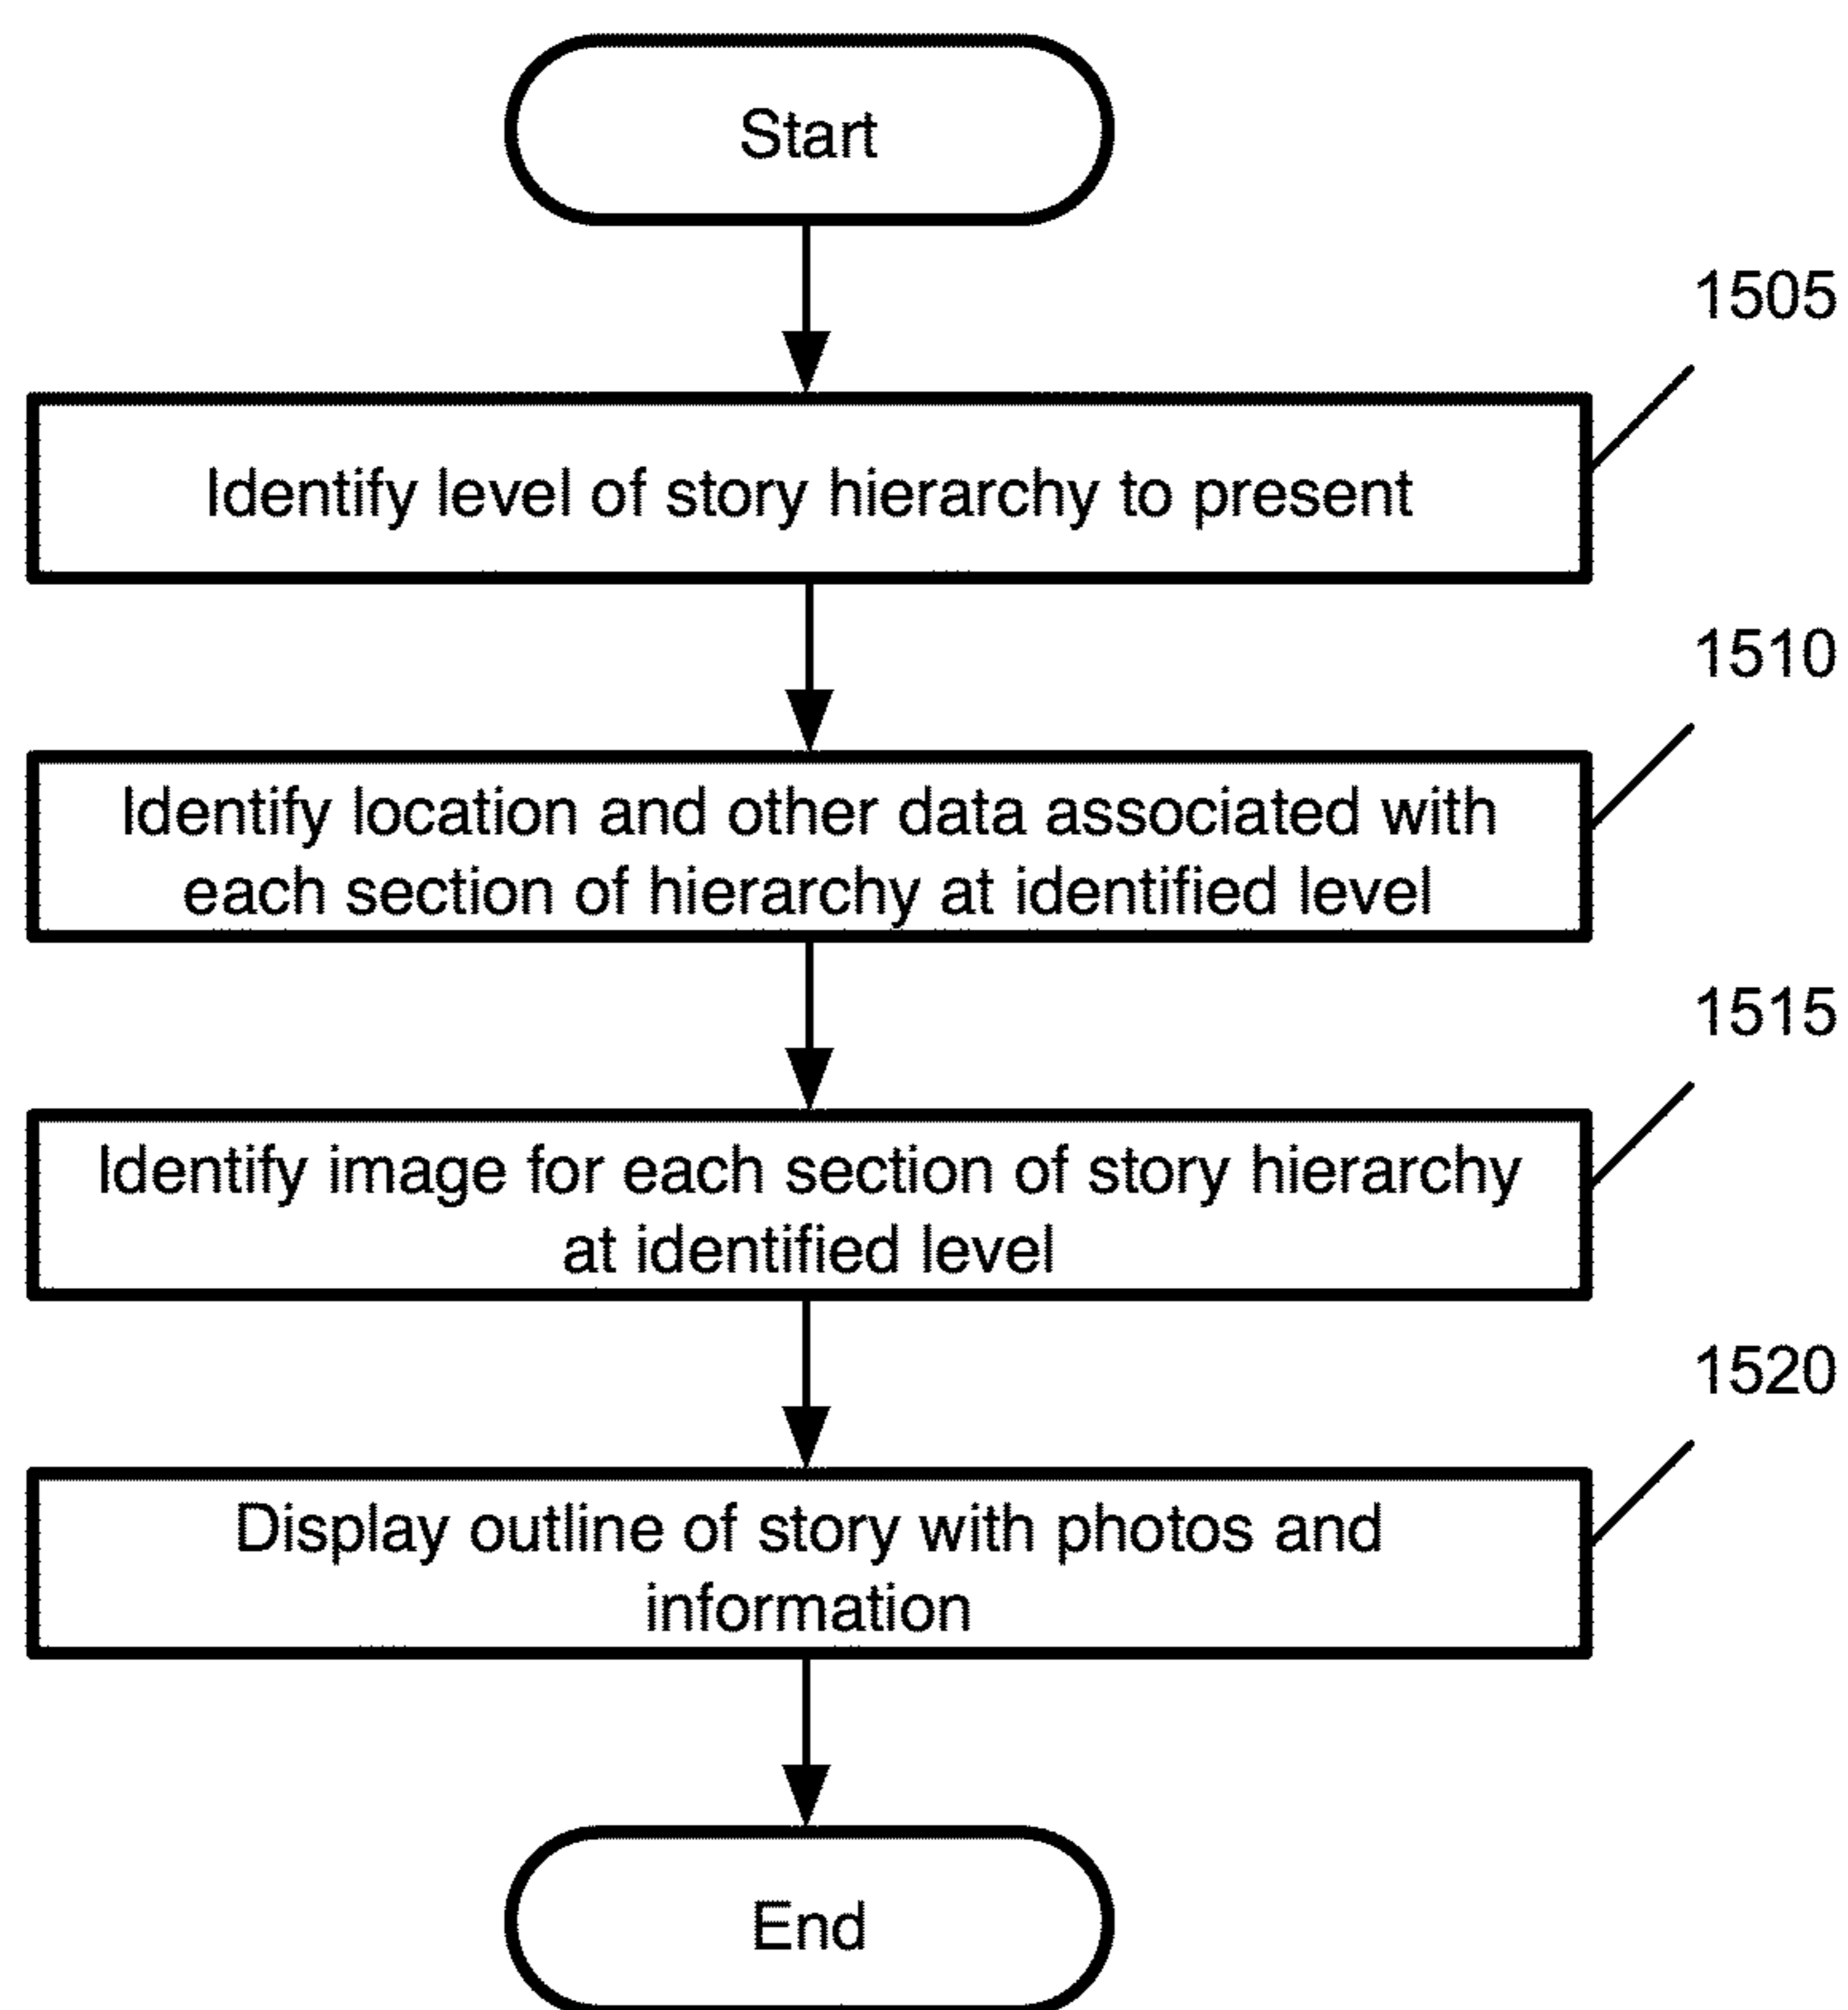 Start
1505
Identify level of story hierarchy to present
1510
Identify location and other data associated with
each section of hierarchy at identified level
1515
Identify image for each section of story hierarchy
at identified level
1520
Display outline of story with photos and
information
End